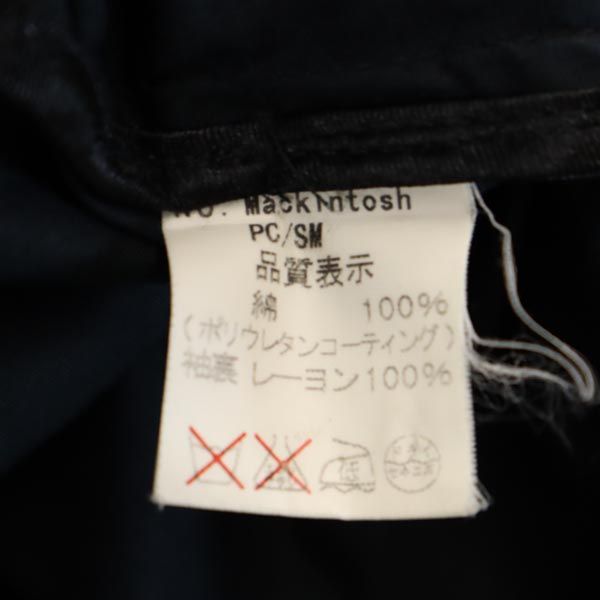 NO. Mackintosh
PC/SM
品質表示
綿 100%
(ポリウレタンコーティング)
袖裏 レーヨン100%